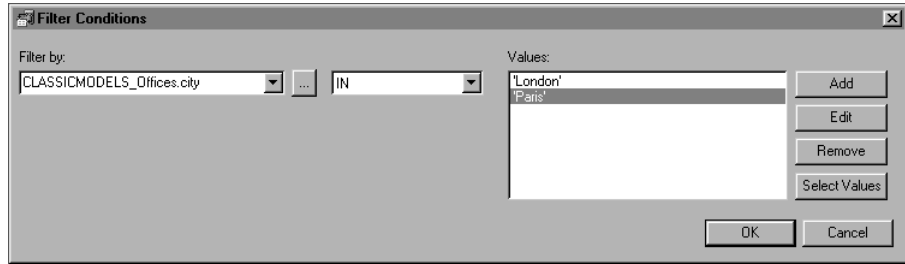 Filter Conditions
Filter by:
Values:
CLASSICMODELS_Offices.city
...
IN
'London'
'Paris'
Add
Edit
Remove
Select Values
OK
Cancel